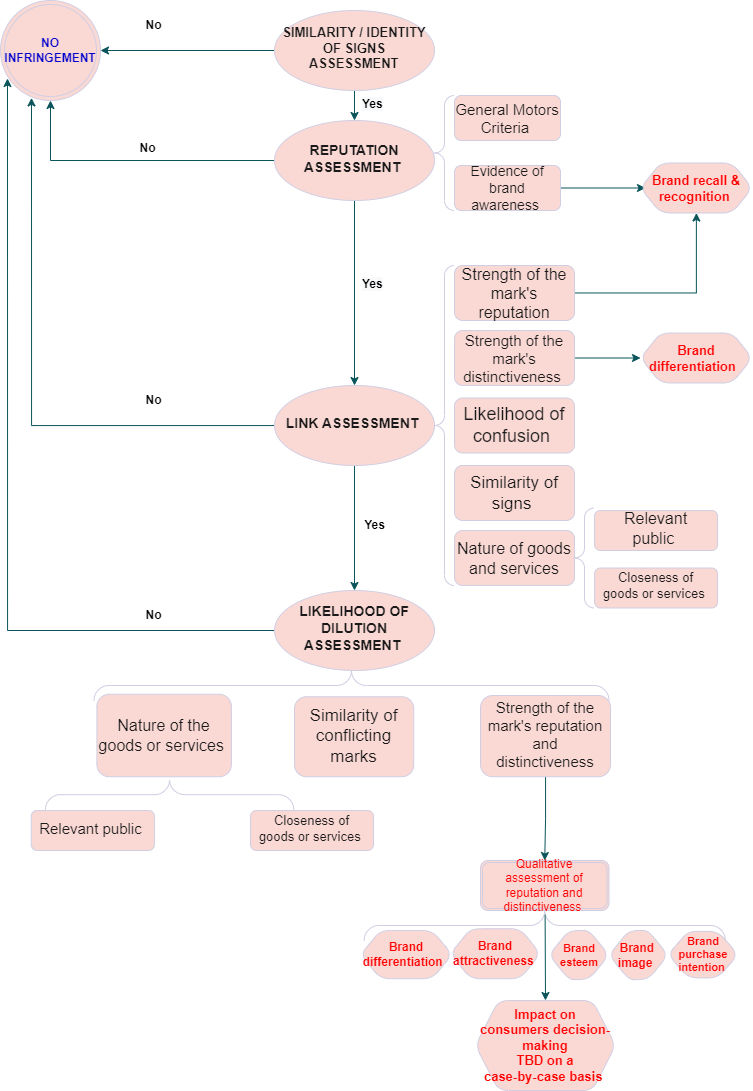 No
SIMILARITY / IDENTITY
OF SIGNS
ASSESSMENT
NO
INFRINGEMENT
Yes
General Motors
Criteria
No
REPUTATION
ASSESSMENT
Evidence of
brand
awareness
Brand recall &
recognition
Yes
Strength of the
mark's
reputation
Strength of the
mark's
distinctiveness
Brand
differentiation
No
LINK ASSESSMENT
Likelihood of
confusion
Similarity of
signs
Yes
Nature of goods
and services
Relevant
public
Closeness of
goods or services
No
LIKELIHOOD OF
DILUTION
ASSESSMENT
Nature of the
goods or services
Similarity of
conflicting
marks
Strength of the
mark's reputation
and
distinctiveness
Relevant public
Closeness of
goods or services
Qualitative
assessment of
reputation and
distinctiveness
Brand
differentiation
Brand
attractiveness
Brand
esteem
Brand
image
Brand
purchase
intention
Impact on
consumers decision-
making
TBD on a
case-by-case basis